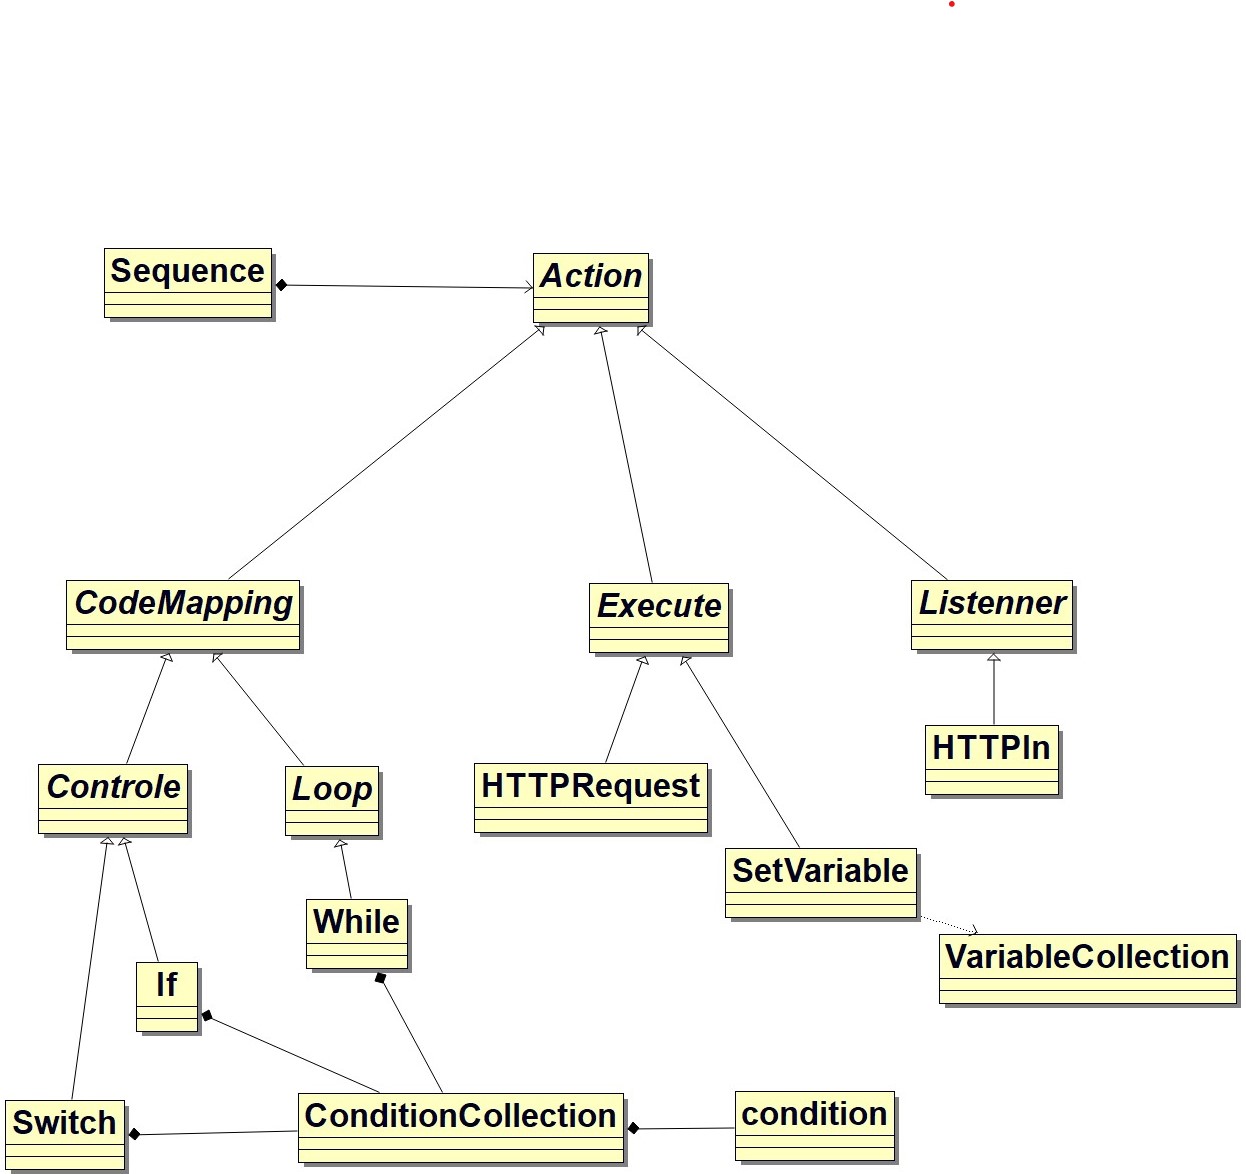 Sequence
Action
CodeMapping
Execute
Listenner
HTTPIn
Controle
Loop
HTTPRequest
SetVariable
While
VariableCollection
If
Switch
ConditionCollection
condition